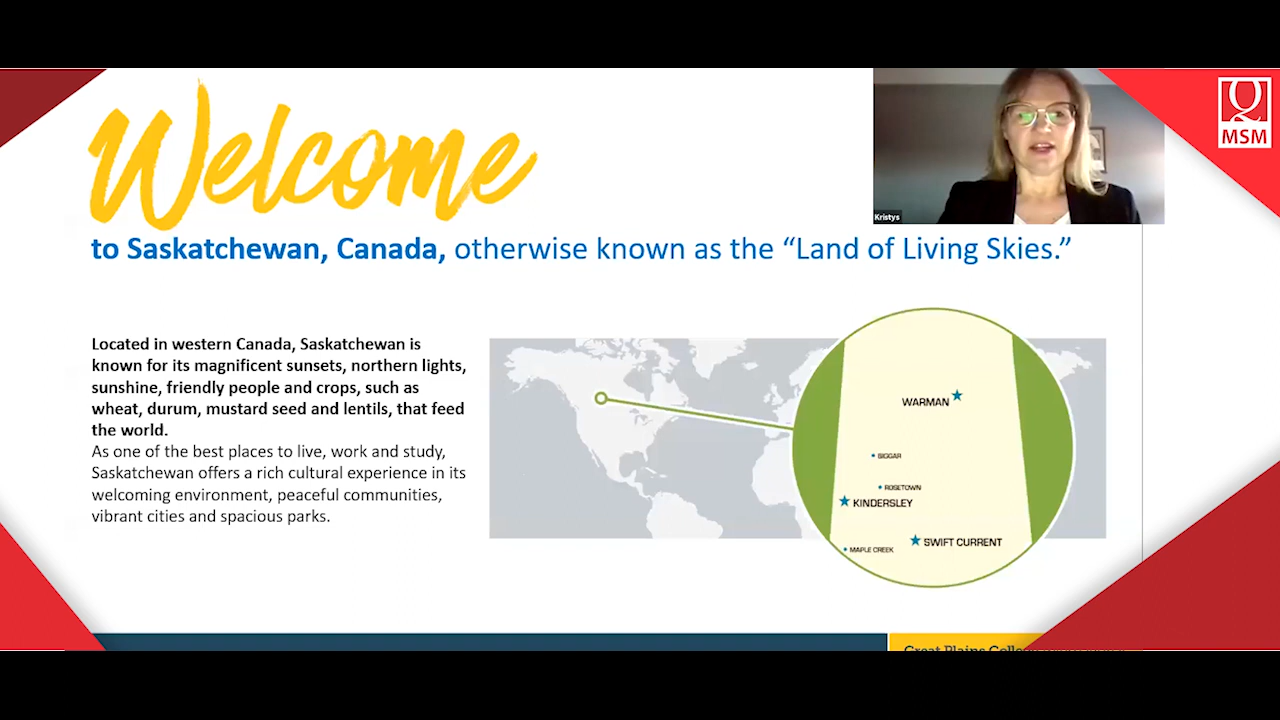 Welcome
to Saskatchewan, Canada, otherwise known as the “Land of Living Skies.”
Located in western Canada, Saskatchewan is
known for its magnificent sunsets, northern lights,
sunshine, friendly people and crops, such as
wheat, durum, mustard seed and lentils, that feed
the world.
As one of the best places to live, work and study,
Saskatchewan offers a rich cultural experience in its
welcoming environment, peaceful communities,
vibrant cities and spacious parks.
WARMAN
BIGGAR
ROSETOWN
KINDERSLEY
SWIFT CURRENT
MAPLE CREEK
Kristys
MSM
Great Plains